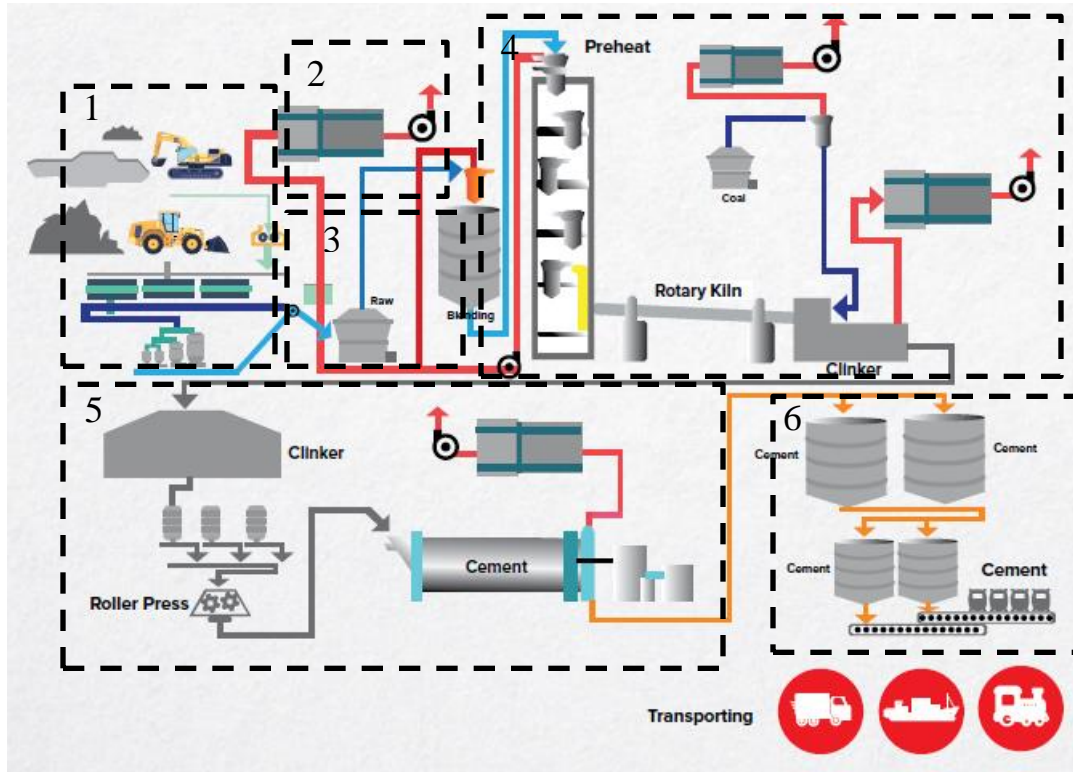 1
2
3
4
Preheat
Coal
Raw
Blending
Rotary Kiln
Clinker
5
Clinker
Roller Press
Cement
6
Cement
Cement
Cement
Cement
Transporting